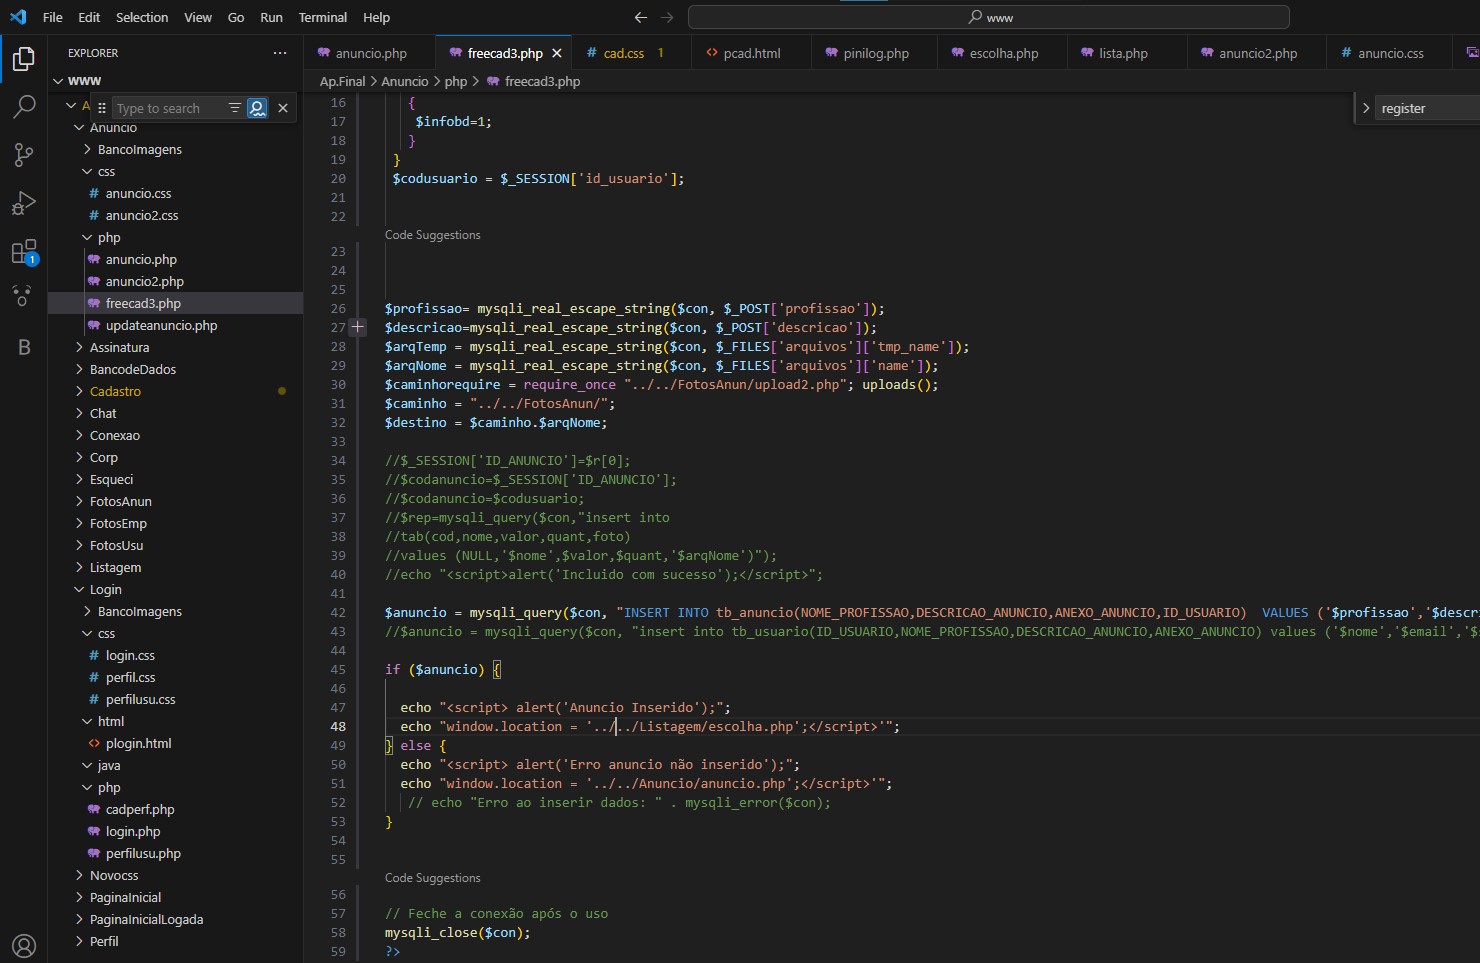 File Edit Selection View Go Run Terminal Help
www
EXPLORER
anuncio.php freecad3.php cad.css 1 pcad.html pinilog.php escolha.php lista.php anuncio2.php anuncio.css
WWW
Ap.Final > Anuncio > php > freecad3.php
A
Type to search
register
Anuncio
BancoImagens
css
anuncio.css
anuncio2.css
php
anuncio.php
anuncio2.php
freecad3.php
updateanuncio.php
Assinatura
BancodeDados
Cadastro
Chat
Conexao
Corp
Esqueci
FotosAnun
FotosEmp
FotosUsu
Listagem
Login
BancoImagens
css
login.css
perfil.css
perfilusu.css
html
plogin.html
java
php
cadperf.php
login.php
perfilusu.php
Novocss
PaginaInicial
PaginaInicialLogada
Perfil
1
B
16 {
17 $infobd=1;
18 }
19 }
20 $codusuario = $_SESSION['id_usuario'];
21
22
Code Suggestions
23
24
25
26 $profissao= mysqli_real_escape_string($con, $_POST['profissao']);
27 $descricao=mysqli_real_escape_string($con, $_POST['descricao']);
28 $arqTemp = mysqli_real_escape_string($con, $_FILES['arquivos']['tmp_name']);
29 $arqNome = mysqli_real_escape_string($con, $_FILES['arquivos']['name']);
30 $caminhorequire = require_once "../../FotosAnun/upload2.php"; uploads();
31 $caminho = "../../FotosAnun/";
32 $destino = $caminho.$arqNome;
33
34 //$_SESSION['ID_ANUNCIO']=$r[0];
35 //$codanuncio=$_SESSION['ID_ANUNCIO'];
36 //$codanuncio=$codusuario;
37 //$rep=mysqli_query($con,"insert into
38 //tab(cod,nome,valor,quant,foto)
39 //values (NULL,'$nome',$valor,$quant,'$arqNome')");
40 //echo "<script>alert('Incluido com sucesso');</script>";
41
42 $anuncio = mysqli_query($con, "INSERT INTO tb_anuncio(NOME_PROFISSAO,DESCRICAO_ANUNCIO,ANEXO_ANUNCIO,ID_USUARIO)  VALUES ('$profissao','$descri
43 //$anuncio = mysqli_query($con, "insert into tb_usuario(ID_USUARIO,NOME_PROFISSAO,DESCRICAO_ANUNCIO,ANEXO_ANUNCIO) values ('$nome','$email','$s
44
45 if ($anuncio) {
46
47 echo "<script> alert('Anuncio Inserido');";
48 echo "window.location = '../../Listagem/escolha.php';</script>'";
49 } else {
50 echo "<script> alert('Erro anuncio não inserido');";
51 echo "window.location = '../../Anuncio/anuncio.php';</script>'";
52 // echo "Erro ao inserir dados: " . mysqli_error($con);
53 }
54
55
Code Suggestions
56
57 // Feche a conexão após o uso
58 mysqli_close($con);
59 ?>